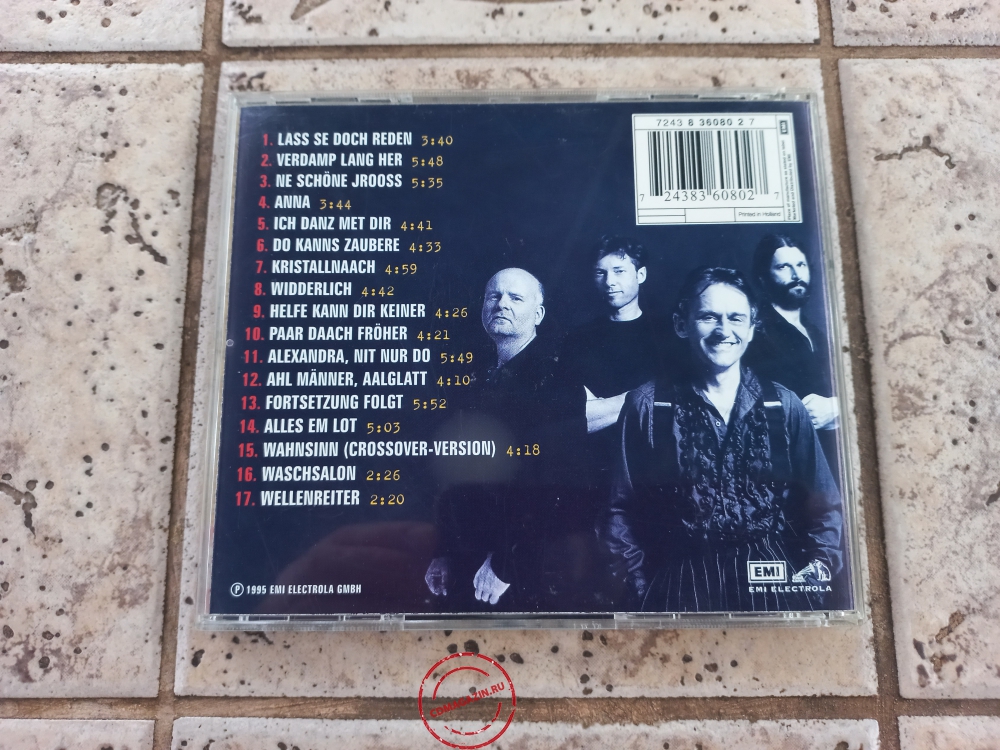 1. LASS SE DOCH REDEN 3:40
2. VERDAMP LANG HER 5:48
3. NE SCHÖNE JROOSS 5:35
4. ANNA 3:44
5. ICH DANZ MET DIR 4:41
6. DO KANNS ZAUBERE 4:33
7. KRISTALLNAACH 4:59
8. WIDDERLICH 4:42
9. HELFE KANN DIR KEINER 4:26
10. PAAR DAACH FRÖHER 4:21
11. ALEXANDRA, NIT NUR DO 5:49
12. AHL MÄNNER, AALGLATT 4:10
13. FORTSETZUNG FOLGT 5:52
14. ALLES EM LOT 5:03
15. WAHNSINN (CROSSOVER-VERSION) 4:18
16. WASCHSALON 2:26
17. WELLENREITER 2:20
7243 8 36080 2 7
7 24383 60802 7
Printed in Holland
EMI
Ⓟ 1995 EMI ELECTROLA GMBH
EMI
EMI ELECTROLA